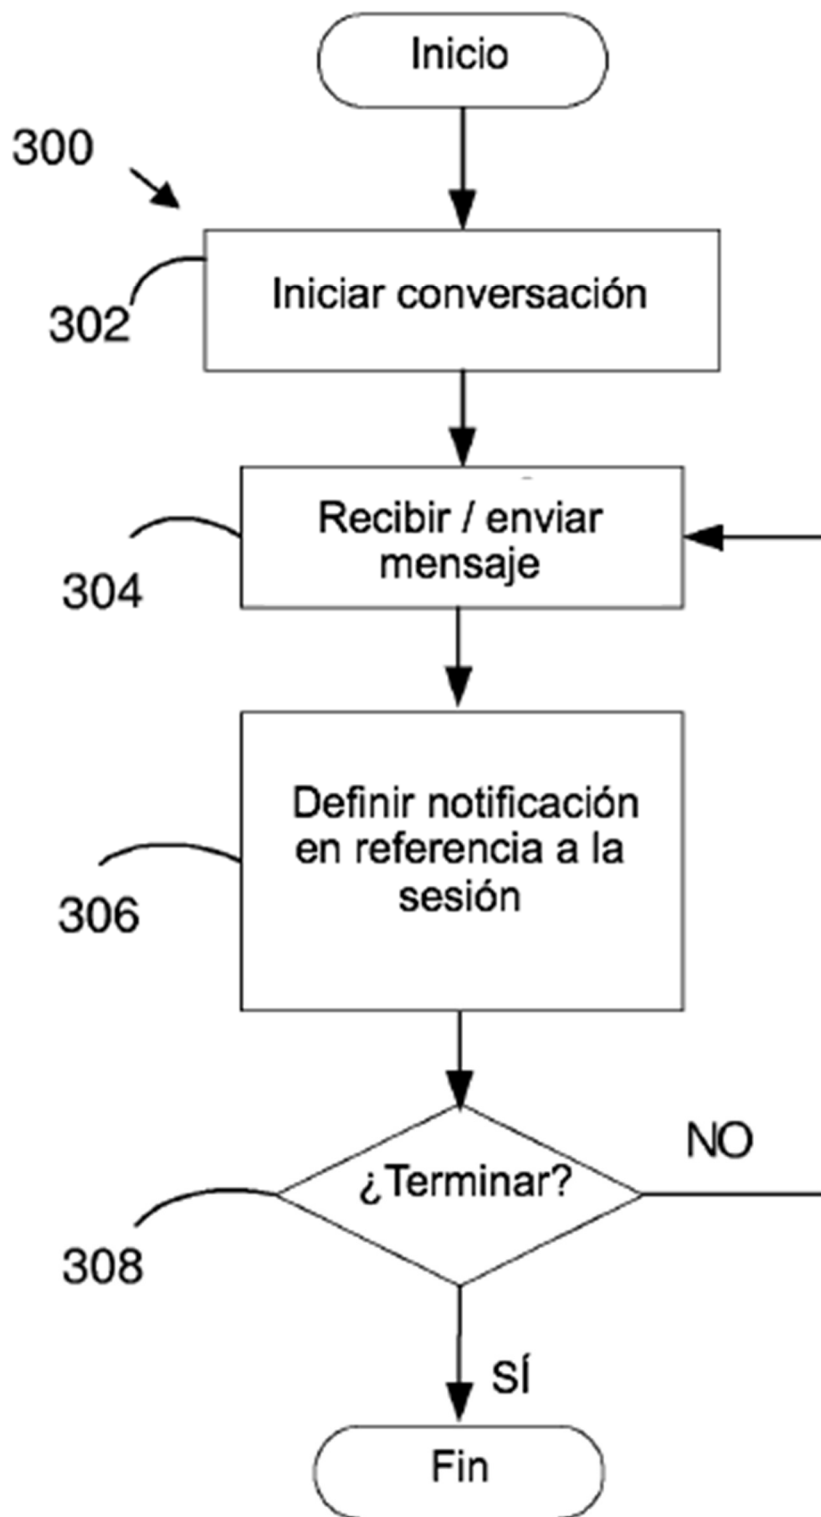 Inicio
300
Iniciar conversación
302
Recibir / enviar
mensaje
304
Definir notificación
en referencia a la
sesión
306
NO
¿Terminar?
308
SÍ
Fin